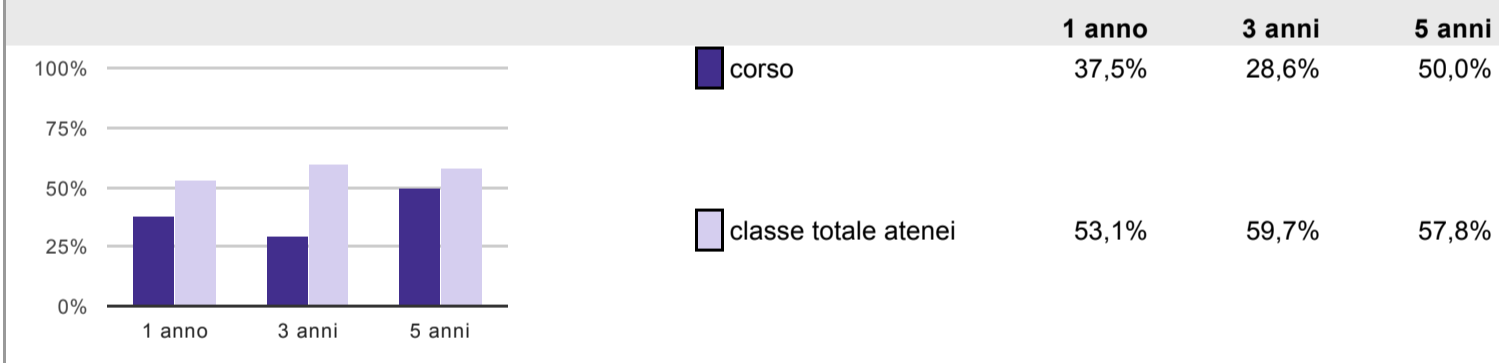 1 anno 3 anni 5 anni
100%
75%
50%
25%
0%
1 anno 3 anni 5 anni
corso 37,5% 28,6% 50,0%
classe totale atenei 53,1% 59,7% 57,8%